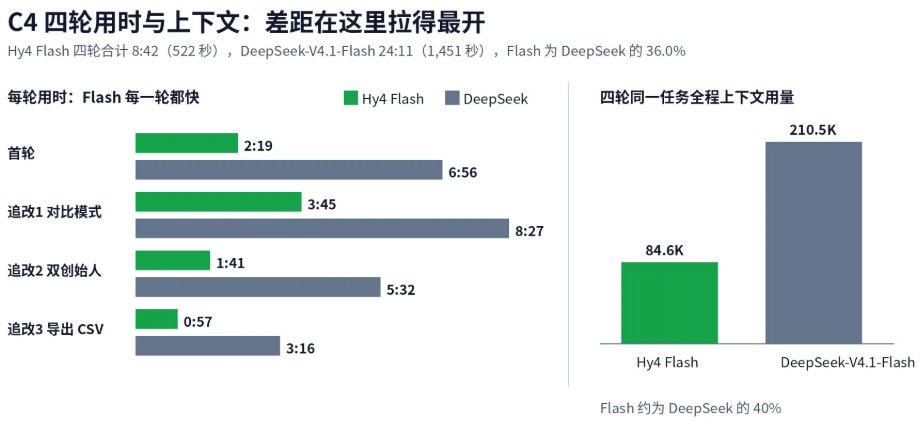 C4 四轮用时与上下文：差距在这里拉得最开
Hy4 Flash 四轮合计 8:42（522 秒），DeepSeek-V4.1-Flash 24:11（1,451 秒），Flash 为 DeepSeek 的 36.0%
每轮用时：Flash 每一轮都快
Hy4 Flash
DeepSeek
首轮
2:19
6:56
追改1 对比模式
3:45
8:27
追改2 双创始人
1:41
5:32
追改3 导出 CSV
0:57
3:16
四轮同一任务全程上下文用量
210.5K
84.6K
Hy4 Flash
DeepSeek-V4.1-Flash
Flash 约为 DeepSeek 的 40%